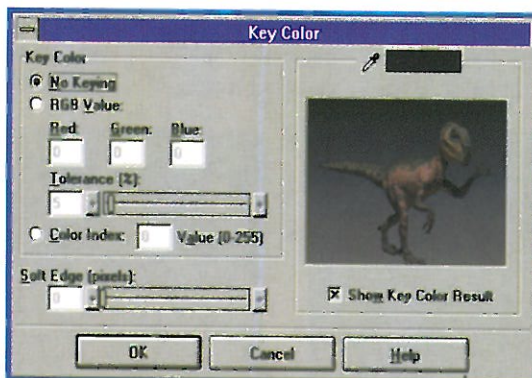 Key Color
Key Color
No Keying
RGB Value:
Red: Green: Blue:
0 0 0
Tolerance (%):
5
Color Index: 0 Value (0-255)
Soft Edge (pixels):
0
Show Key Color Result
OK Cancel Help